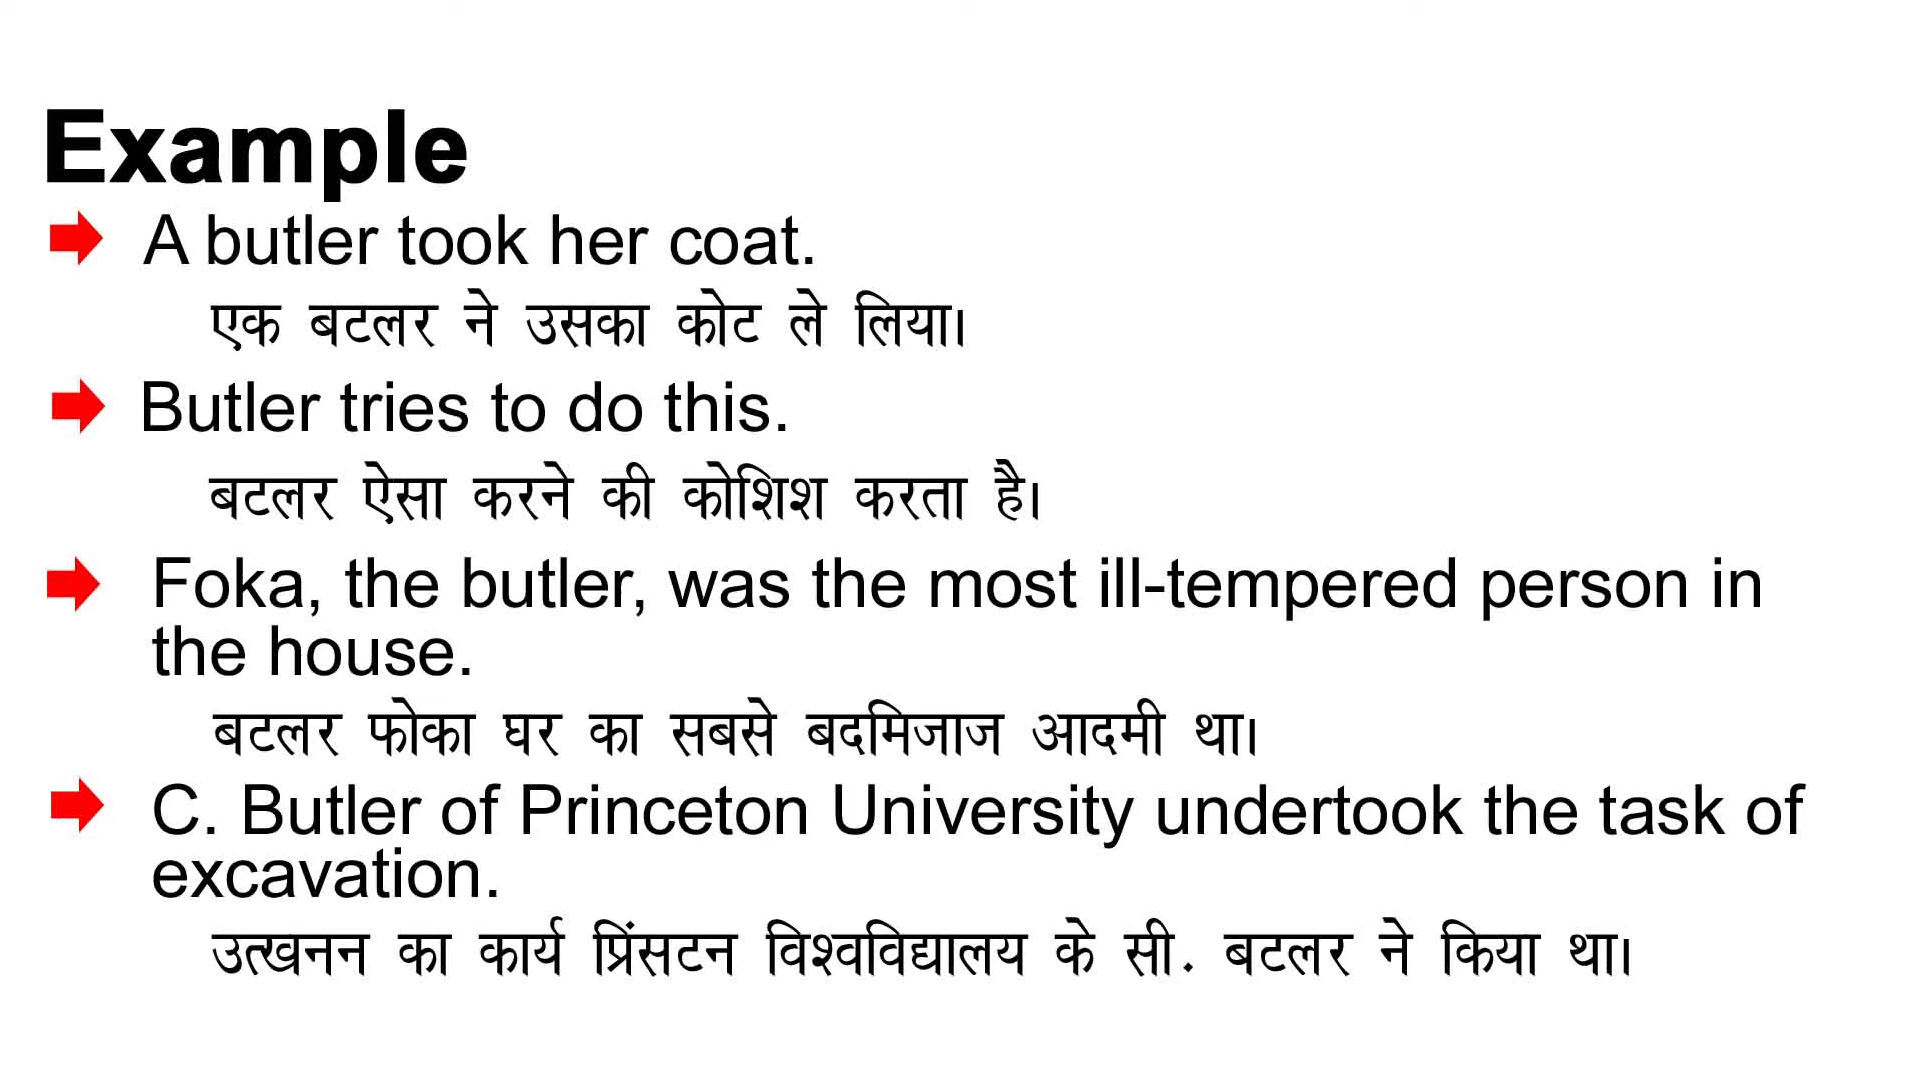 Example
A butler took her coat.
एक बटलर ने उसका कोट ले लिया।
Butler tries to do this.
बटलर ऐसा करने की कोशिश करता है।
Foka, the butler, was the most ill-tempered person in
the house.
बटलर फोका घर का सबसे बदमिजाज आदमी था।
C. Butler of Princeton University undertook the task of
excavation.
उत्खनन का कार्य प्रिंसटन विश्वविद्यालय के सी. बटलर ने किया था।